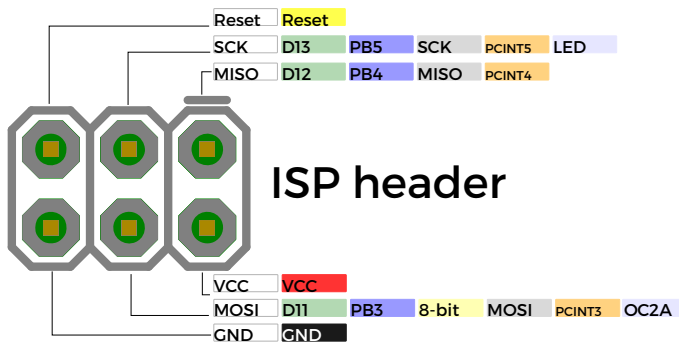 Reset Reset
SCK D13 PB5 SCK PCINT5 LED
MISO D12 PB4 MISO PCINT4
ISP header
VCC VCC
MOSI D11 PB3 8-bit MOSI PCINT3 OC2A
GND GND